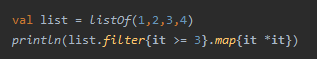 val list = listOf(1,2,3,4)
println(list.filter{it >= 3}.map{it *it})